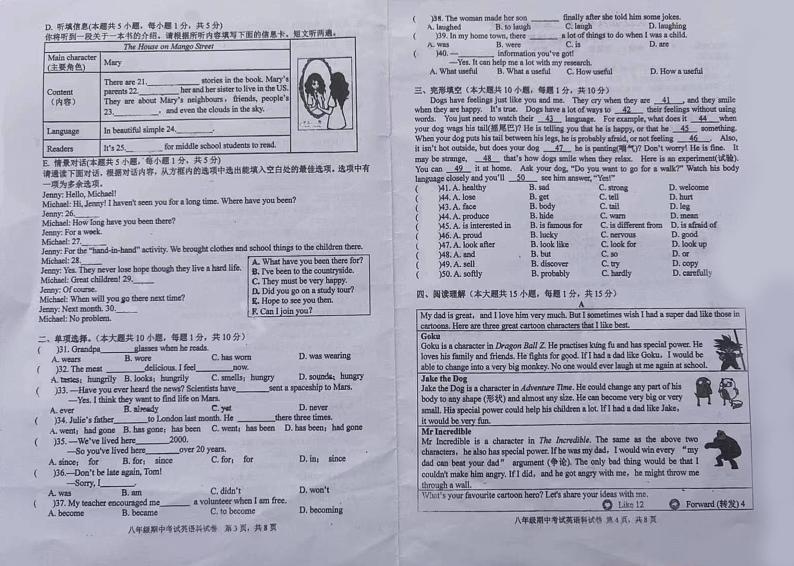 D. 听填信息(本题共 5 小题，每小题 1 分，共 5 分)
你将听到一段关于一本书的介绍。请根据所听内容填写下面的信息卡。短文听两遍。
The House on Mango Street
Main character (主要角色) Mary
Content (内容)
There are 21.____ stories in the book. Mary's
parents 22.____ her and her sister to live in the US.
They are about Mary's neighbours, friends, people's
23.____, and even the clouds in the sky.
Language In beautiful simple 24.____.
Readers It's 25.____ for middle school students to read.
E. 情景对话(本题共 5 小题，每小题 1 分，共 5 分)
请通读下面对话，根据对话内容，从方框内的选项中选出能填入空白处的最佳选项。选项中有
一项为多余选项。
Jenny: Hello, Michael!
Michael: Hi, Jenny! I haven't seen you for a long time. Where have you been?
Jenny: 26.____
Michael: How long have you been there?
Jenny: For a week.
Michael: 27.____
Jenny: For the "hand-in-hand" activity. We brought clothes and school things to the children there.
Michael: 28.____
Jenny: Yes. They never lose hope though they live a hard life.
Michael: Great children! 29.____
Jenny: Of course.
Michael: When will you go there next time?
Jenny: Next month. 30.____
Michael: No problem.
A. What have you been there for?
B. I've been to the countryside.
C. They must be very happy.
D. Did you go on a study tour?
E. Hope to see you then.
F. Can I join you?
二、单项选择。(本大题共 10 小题，每题 1 分，共 10 分)
( )31. Grandpa____glasses when he reads.
A. wears B. wore C. has worn D. was wearing
( )32. The meat ____delicious. I feel____now.
A. tastes; hungrily B. looks; hungrily C. smells; hungry D. sounds; hungry
( )33. —Have you ever heard the news? Scientists have____sent a spaceship to Mars.
—Yes. I think they want to find life on Mars.
A. ever B. already C. yet D. never
( )34. Julie's father____to London last month. He____there three times.
A. went; had gone B. has gone; has been C. went; has been D. has been; had gone
( )35. —We've lived here____2000.
—So you've lived here____over 20 years.
A. since; for B. for; since C. for; for D. in; since
( )36.—Don't be late again, Tom!
—Sorry, I____.
A. was B. am C. didn't D. won't
( )37. My teacher encouraged me____a volunteer when I am free.
A. to become B. became C. to become D. becoming
八年级期中考试英语科试卷 第 3 页，共 8 页
( )38. The woman made her son ____ finally after she told him some jokes.
A. laughed B. to laugh C. laugh D. laughing
( )39. In my home town, there ____ a lot of things to do when I was a child.
A. was B. were C. is D. are
( )40. —____ information you've got!
—Yes. It can help me a lot with my research.
A. What useful B. What a useful C. How useful D. How a useful
三、完形填空（本大题共 10 小题，每题 1 分，共 10 分）
Dogs have feelings just like you and me. They cry when they are 41 , and they smile
when they are happy. It's true. Dogs have a lot of ways to 42 their feelings without using
words. You just need to watch their 43 language. For example, what does it 44 when
your dog wags his tail(摇尾巴)? He is telling you that he is happy, or that he 45 something.
When your dog puts his tail between his legs, he is probably afraid, or not feeling 46 . Also,
it isn't hot outside, but does your dog 47 he is panting(喘气)? Don't worry! He is fine. It
may be strange, 48 that's how dogs smile when they relax. Here is an experiment(试验).
You can 49 it at home. Ask your dog, "Do you want to go for a walk?" Watch his body
language closely and you'll 50 see him answer, "Yes!"
( )41. A. healthy B. sad C. strong D. welcome
( )44. A. lose B. get C. tell D. hurt
( )43. A. face B. body C. tail D. leg
( )44. A. produce B. hide C. warn D. mean
( )45. A. is interested in B. is famous for C. is different from D. is afraid of
( )46. A. proud B. lucky C. nervous D. good
( )47. A. look after B. look like C. look for D. look up
( )48. A. and B. but C. so D. or
( )49. A. sell B. discover C. try D. copy
( )50. A. softly B. probably C. hardly D. carefully
四、阅读理解（本大题共 15 小题，每题 1 分，共 15 分）
A
My dad is great, and I love him very much. But I sometimes wish I had a super dad like those in
cartoons. Here are three great cartoon characters that I like best.
Goku
Goku is a character in Dragon Ball Z. He practises kung fu and has special power. He
loves his family and friends. He fights for good. If I had a dad like Goku, I would be
able to change into a very big monkey. No one would ever laugh at me again at school.
Jake the Dog
Jake the Dog is a character in Adventure Time. He could change any part of his
body to any shape (形状) and almost any size. He can become very big or very
small. His special power could help his children a lot. If I had a dad like Jake,
it would be very fun.
Mr Incredible
Mr Incredible is a character in The Incredible. The same as the above two
characters, he also has special power. If he was my dad, I would win every "my
dad can beat your dad" argument (争论). The only bad thing would be that I
couldn't make him angry. If I did, and he got angry with me, he might throw me
through a wall.
What's your favourite cartoon hero? Let's share your ideas with me.
Like 12 Forward (转发) 4
八年级期中考试英语科试卷 第 4 页，共 8 页